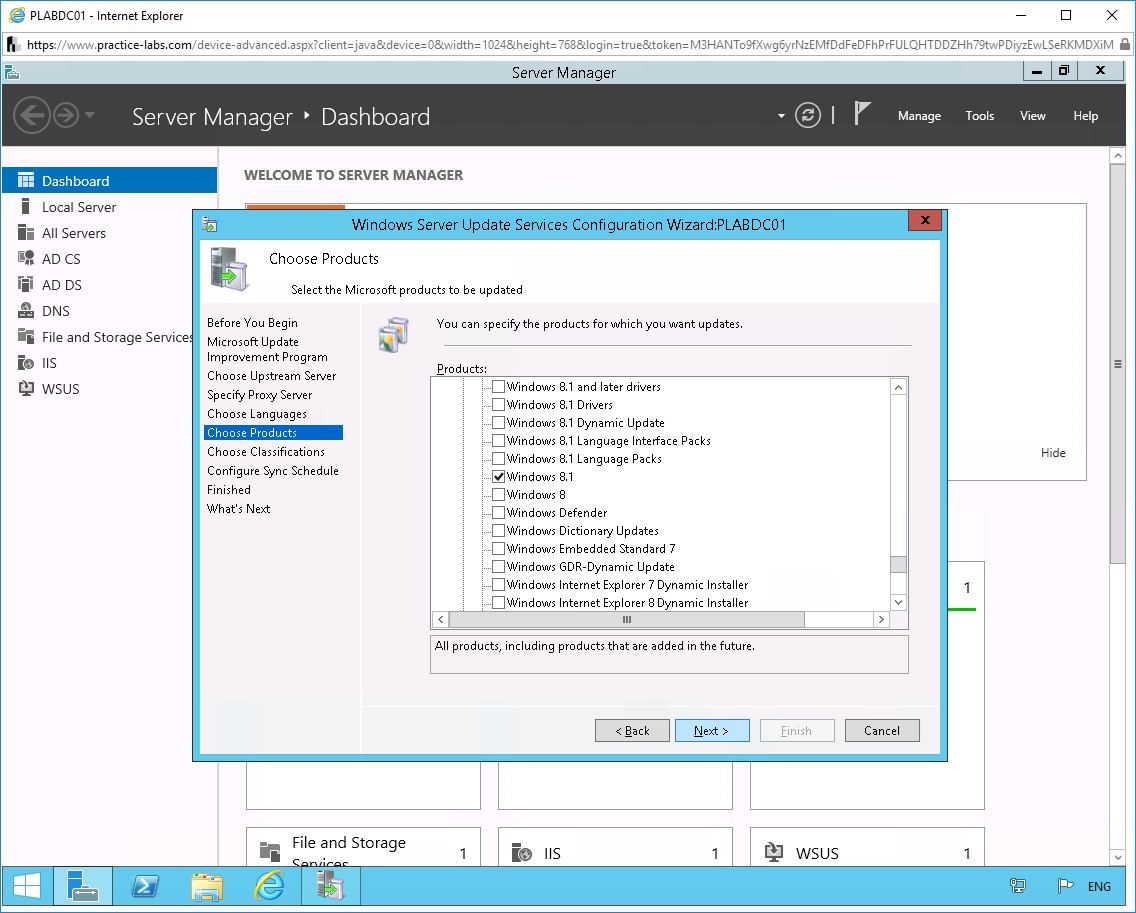 PLABDC01 - Internet Explorer
https://www.practice-labs.com/device-advanced.aspx?client=java&device=0&width=1024&height=768&login=true&token=M3HANTo9fXwg6yrNzEMfDdFeDFhPrFULQHTDDZHh79twPDiyzEwLSeRKMDXiM
Server Manager
Server Manager ‣ Dashboard
Manage Tools View Help
Dashboard
Local Server
All Servers
AD CS
AD DS
DNS
File and Storage Services
IIS
WSUS
WELCOME TO SERVER MANAGER
Windows Server Update Services Configuration Wizard:PLABDC01
Choose Products
Select the Microsoft products to be updated
Before You Begin
Microsoft Update
Improvement Program
Choose Upstream Server
Specify Proxy Server
Choose Languages
Choose Products
Choose Classifications
Configure Sync Schedule
Finished
What's Next
You can specify the products for which you want updates.
Products:
Windows 8.1 and later drivers
Windows 8.1 Drivers
Windows 8.1 Dynamic Update
Windows 8.1 Language Interface Packs
Windows 8.1 Language Packs
Windows 8.1
Windows 8
Windows Defender
Windows Dictionary Updates
Windows Embedded Standard 7
Windows GDR-Dynamic Update
Windows Internet Explorer 7 Dynamic Installer
Windows Internet Explorer 8 Dynamic Installer
All products, including products that are added in the future.
< Back Next > Finish Cancel
Hide
1
File and Storage
Services
1
IIS 1
WSUS 1
ENG